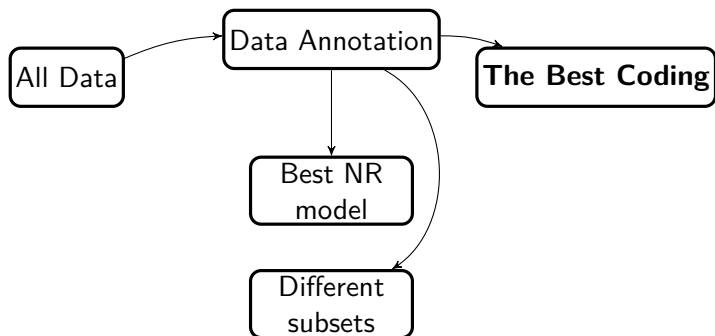 All Data
Data Annotation
The Best Coding
Best NR
model
Different
subsets